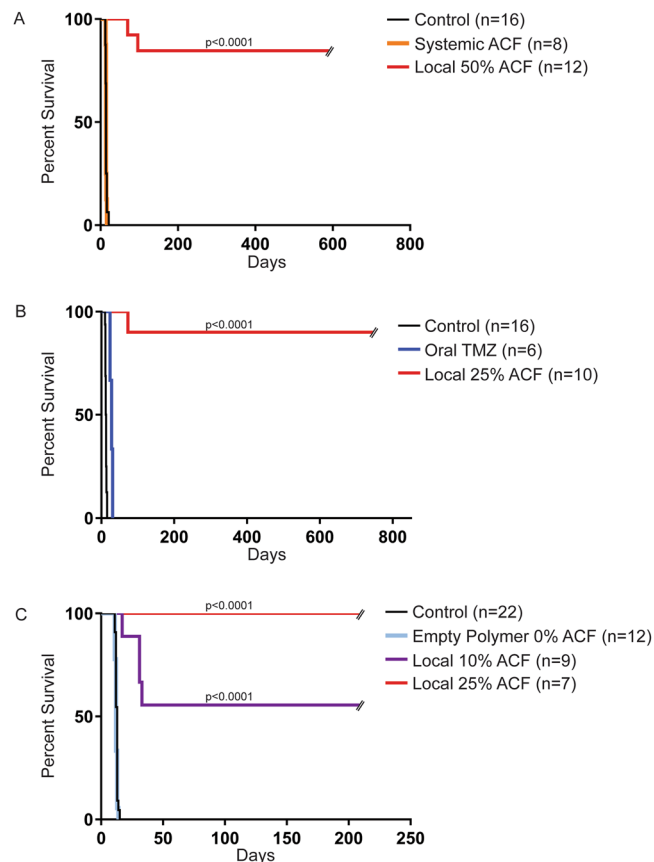 A
Percent Survival
100
50
0
0 200 400 600 800
Days
p<0.0001
Control (n=16)
Systemic ACF (n=8)
Local 50% ACF (n=12)
B
Percent Survival
100
50
0
0 200 400 600 800
Days
p<0.0001
Control (n=16)
Oral TMZ (n=6)
Local 25% ACF (n=10)
C
Percent Survival
100
50
0
0 50 100 150 200 250
Days
p<0.0001
p<0.0001
Control (n=22)
Empty Polymer 0% ACF (n=12)
Local 10% ACF (n=9)
Local 25% ACF (n=7)